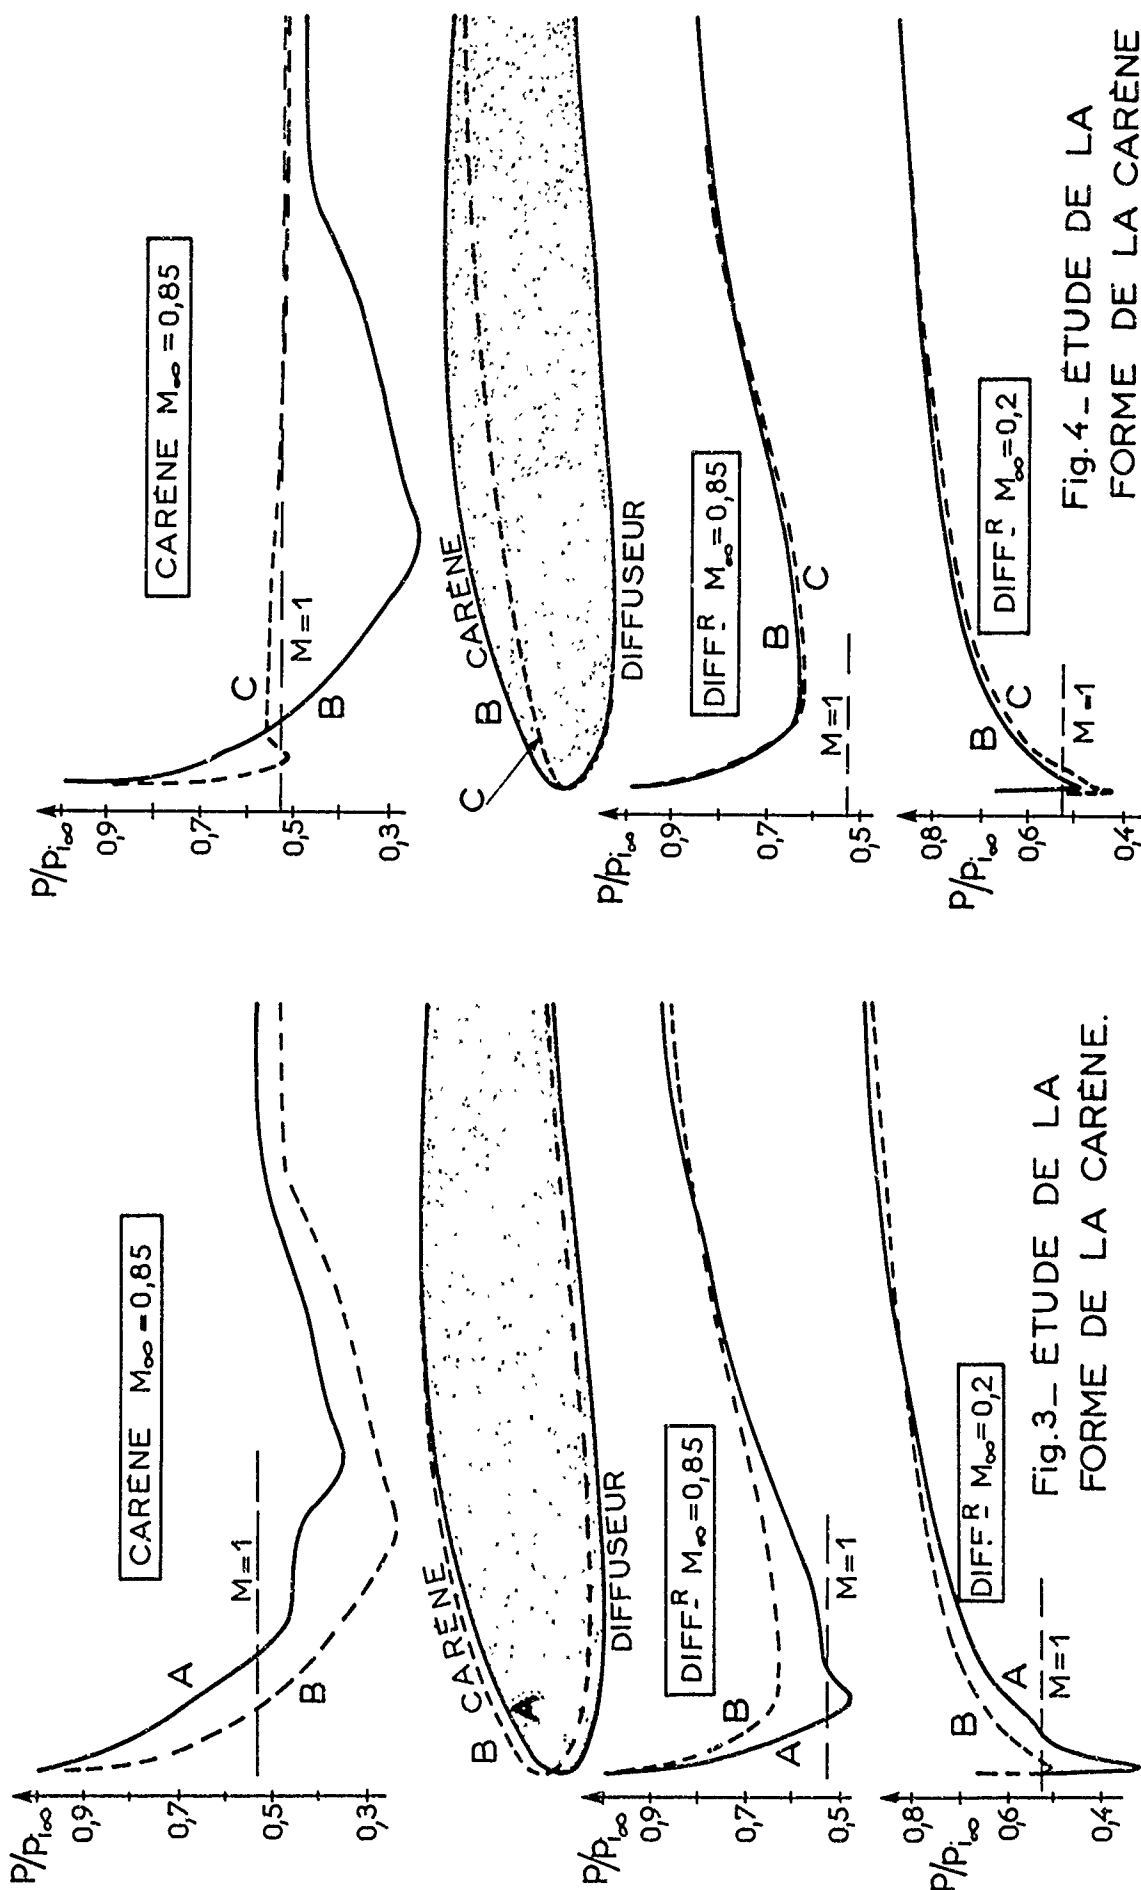 P/Pi∞
0,9
0,7
0,5
0,3
CARÈNE M∞=0,85
M=1
A
B
CARÈNE
B
A
DIFFUSEUR
P/Pi∞
0,9
0,7
0,5
DIFF.R M∞=0,85
B
A
M=1
P/Pi∞
0,8
0,6
0,4
DIFF.R M∞=0,2
B
A
M=1
Fig.3_ ÉTUDE DE LA
FORME DE LA CARÈNE.
P/Pi∞
0,9
0,7
0,5
0,3
CARÈNE M∞=0,85
C
M=1
B
CARÈNE
B
C
DIFFUSEUR
P/Pi∞
0,9
0,7
0,5
DIFF.R M∞=0,85
B
C
M=1
P/Pi∞
0,8
0,6
0,4
DIFF.R M∞=0,2
B
C
M=1
Fig.4_ ÉTUDE DE LA
FORME DE LA CARÈNE